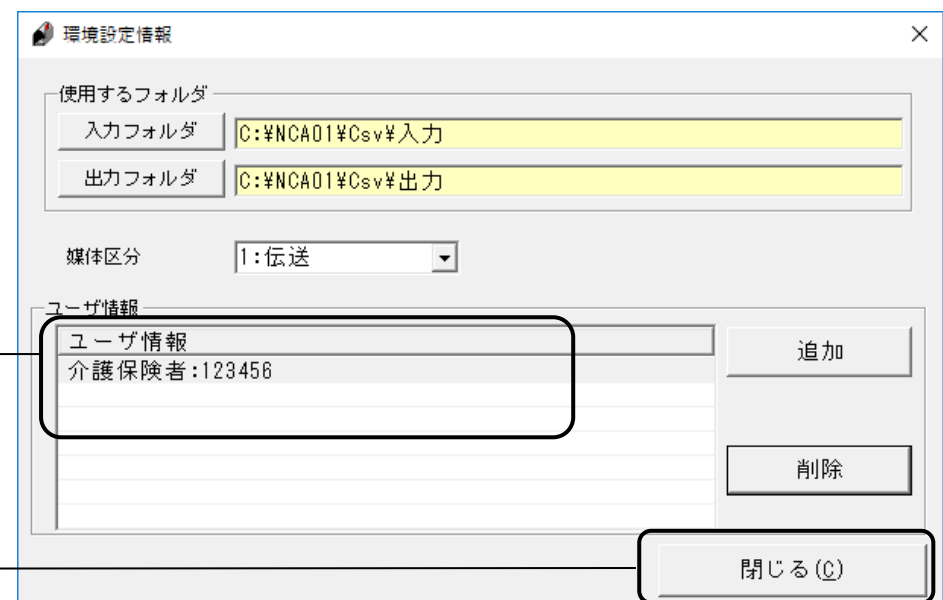 環境設定情報
使用するフォルダ
入力フォルダ C:¥NCA01¥Csv¥入力
出力フォルダ C:¥NCA01¥Csv¥出力
媒体区分 1:伝送
ユーザ情報
ユーザ情報
介護保険者:123456
追加
削除
閉じる(C)